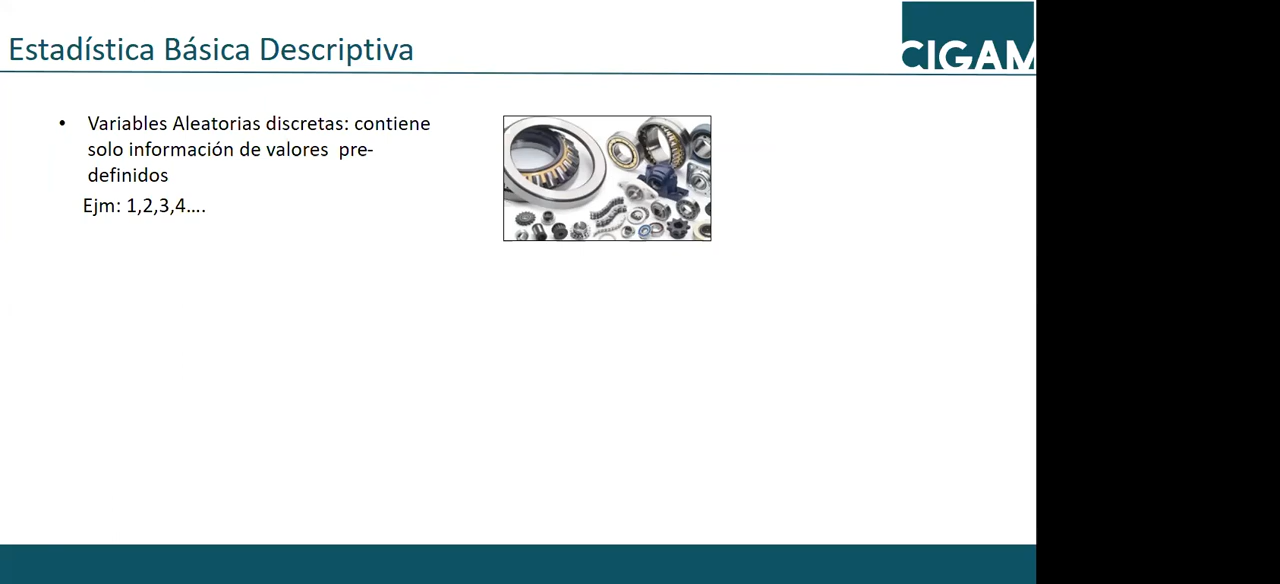 Estadística Básica Descriptiva
CIGAM
• Variables Aleatorias discretas: contiene
solo información de valores pre-
definidos
Ejm: 1,2,3,4....